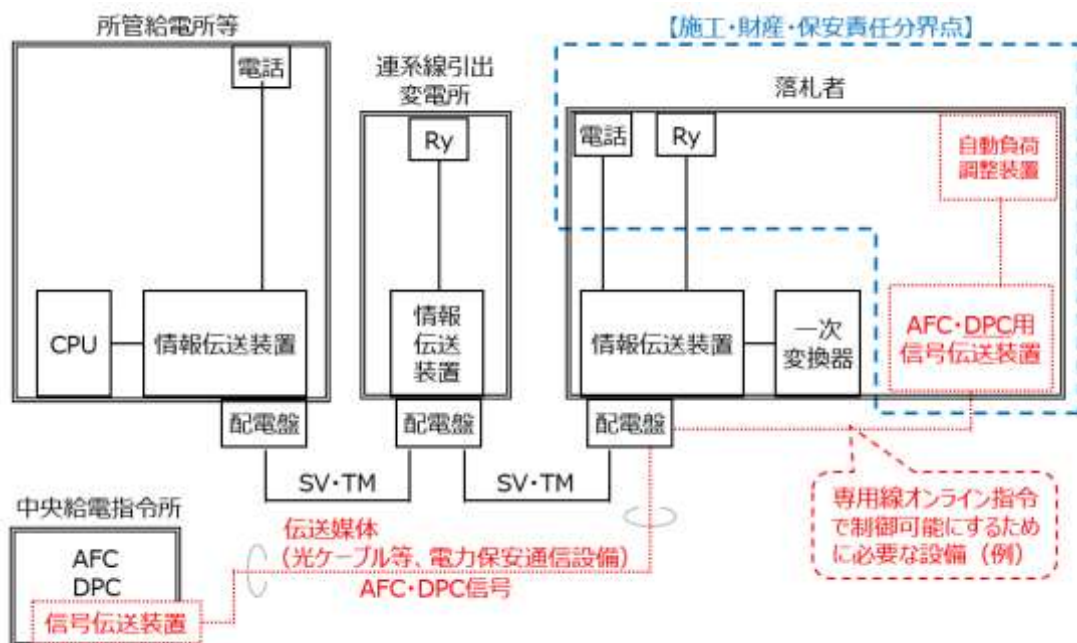 所管給電所等
電話
CPU
情報伝送装置
配電盤
連系線引出
変電所
Ry
情報
伝送
装置
配電盤
【施工・財産・保安責任分界点】
落札者
電話
Ry
自動負荷
調整装置
情報伝送装置
一次
変換器
AFC・DPC用
信号伝送装置
配電盤
SV・TM
SV・TM
中央給電指令所
AFC
DPC
信号伝送装置
伝送媒体
(光ケーブル等、電力保安通信設備)
AFC・DPC信号
専用線オンライン指令
で制御可能にするため
に必要な設備（例）